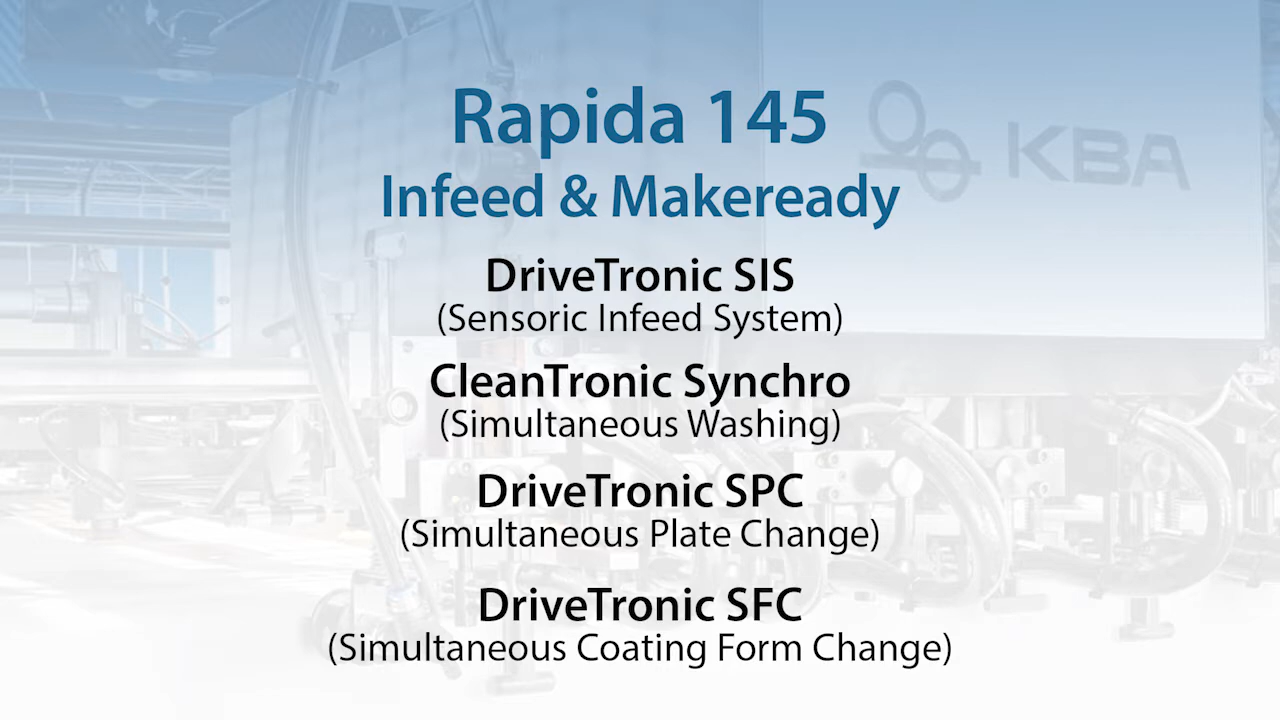 Rapida 145
KBA
Infeed & Makeready
DriveTronic SIS
(Sensoric Infeed System)
CleanTronic Synchro
(Simultaneous Washing)
DriveTronic SPC
(Simultaneous Plate Change)
DriveTronic SFC
(Simultaneous Coating Form Change)